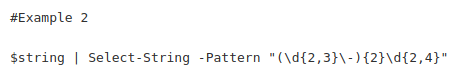 #Example 2
$string | Select-String -Pattern "(\d{2,3}\-){2}\d{2,4}"